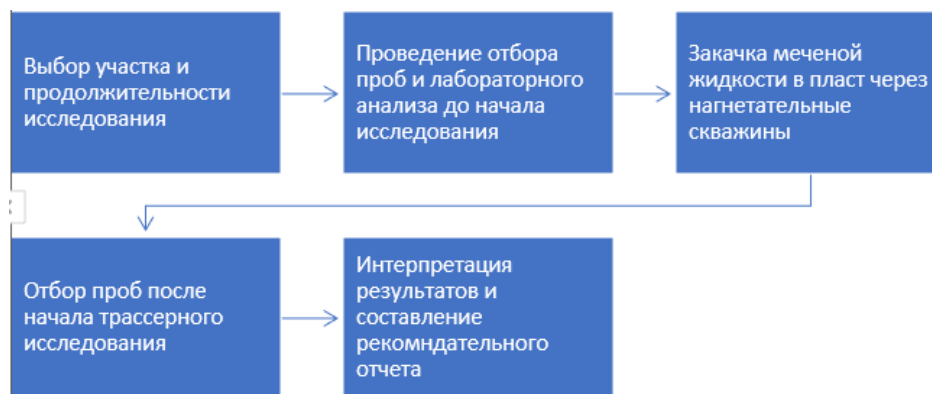 Выбор участка и
продолжительности
исследования
Проведение отбора
проб и лабораторного
анализа до начала
исследования
Закачка меченой
жидкости в пласт через
нагнетательные
скважины
Отбор проб после
начала трассерного
исследования
Интерпретация
результатов и
составление
рекомндательного
отчета